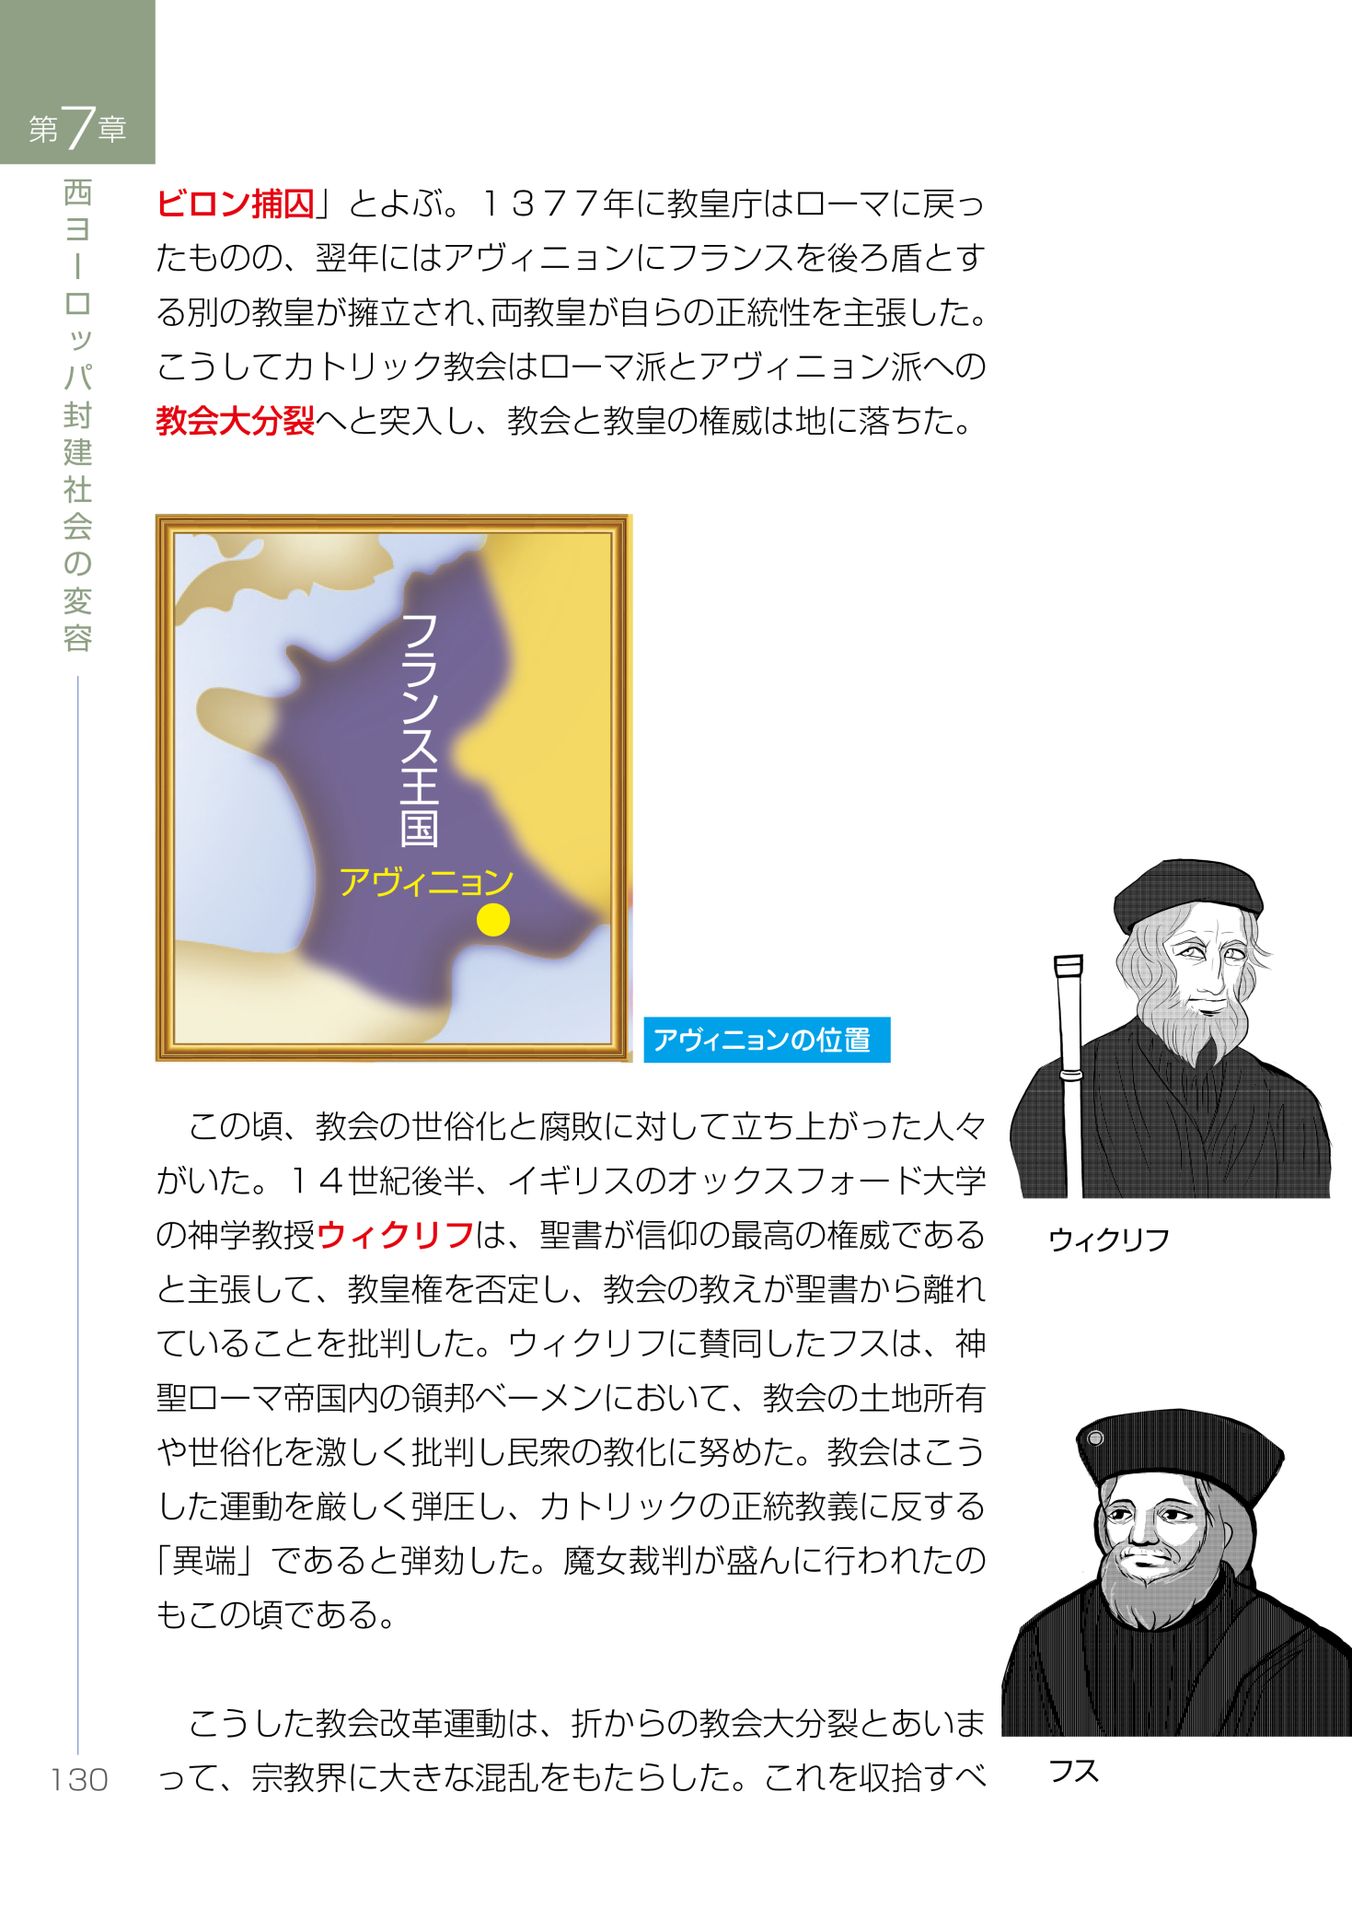 第7章
西ヨーロッパ封建社会の変容
ビロン捕囚」とよぶ。１３７７年に教皇庁はローマに戻っ
たものの、翌年にはアヴィニョンにフランスを後ろ盾とす
る別の教皇が擁立され、両教皇が自らの正統性を主張した。
こうしてカトリック教会はローマ派とアヴィニョン派への
教会大分裂へと突入し、教会と教皇の権威は地に落ちた。
フランス王国
アヴィニョン
アヴィニョンの位置
この頃、教会の世俗化と腐敗に対して立ち上がった人々
がいた。１４世紀後半、イギリスのオックスフォード大学
の神学教授ウィクリフは、聖書が信仰の最高の権威である
と主張して、教皇権を否定し、教会の教えが聖書から離れ
ていることを批判した。ウィクリフに賛同したフスは、神
聖ローマ帝国内の領邦ベーメンにおいて、教会の土地所有
や世俗化を激しく批判し民衆の教化に努めた。教会はこう
した運動を厳しく弾圧し、カトリックの正統教義に反する
「異端」であると弾劾した。魔女裁判が盛んに行われたの
もこの頃である。
ウィクリフ
フス
こうした教会改革運動は、折からの教会大分裂とあいま
って、宗教界に大きな混乱をもたらした。これを収拾すべ
130